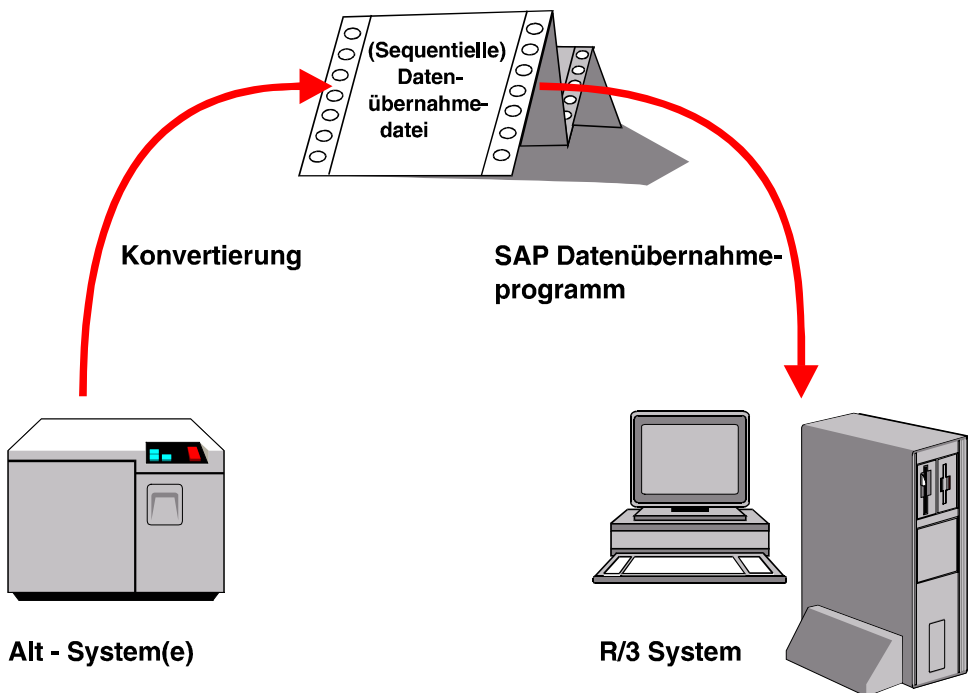 (Sequentielle)
Daten-
übernahme-
datei
Konvertierung
SAP Datenübernahme-
programm
Alt - System(e)
R/3 System